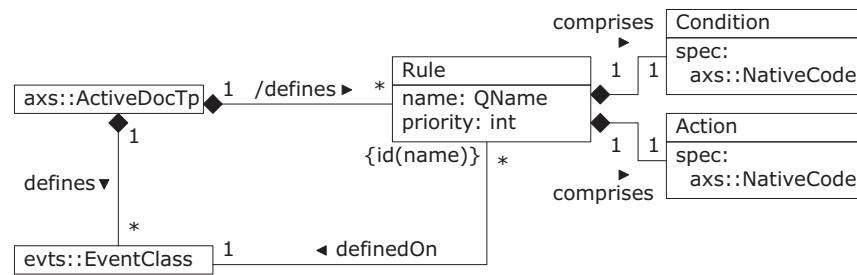 comprises ▶
Condition
spec:
axs::NativeCode
1 1
Rule
name: QName
priority: int
{id(name)}
axs::ActiveDocTp
1 /defines ▶ *
1
defines ▼
*
evts::EventClass
1 ◀ definedOn *
Action
spec:
axs::NativeCode
1 1
▶
comprises